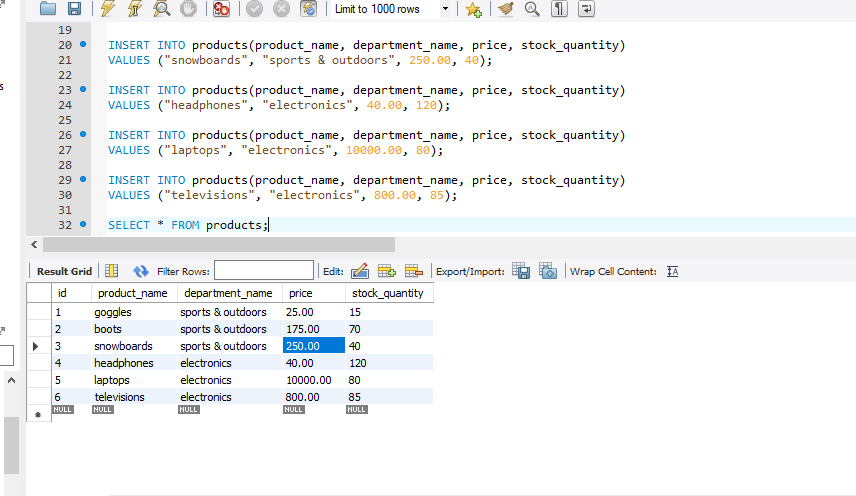 Limit to 1000 rows
19
20 INSERT INTO products(product_name, department_name, price, stock_quantity)
21 VALUES ("snowboards", "sports & outdoors", 250.00, 40);
22
23 INSERT INTO products(product_name, department_name, price, stock_quantity)
24 VALUES ("headphones", "electronics", 40.00, 120);
25
26 INSERT INTO products(product_name, department_name, price, stock_quantity)
27 VALUES ("laptops", "electronics", 10000.00, 80);
28
29 INSERT INTO products(product_name, department_name, price, stock_quantity)
30 VALUES ("televisions", "electronics", 800.00, 85);
31
32 SELECT * FROM products;
Result Grid Filter Rows: Edit: Export/Import: Wrap Cell Content:
id product_name department_name price stock_quantity
1 goggles sports & outdoors 25.00 15
2 boots sports & outdoors 175.00 70
3 snowboards sports & outdoors 250.00 40
4 headphones electronics 40.00 120
5 laptops electronics 10000.00 80
6 televisions electronics 800.00 85
NULL NULL NULL NULL NULL